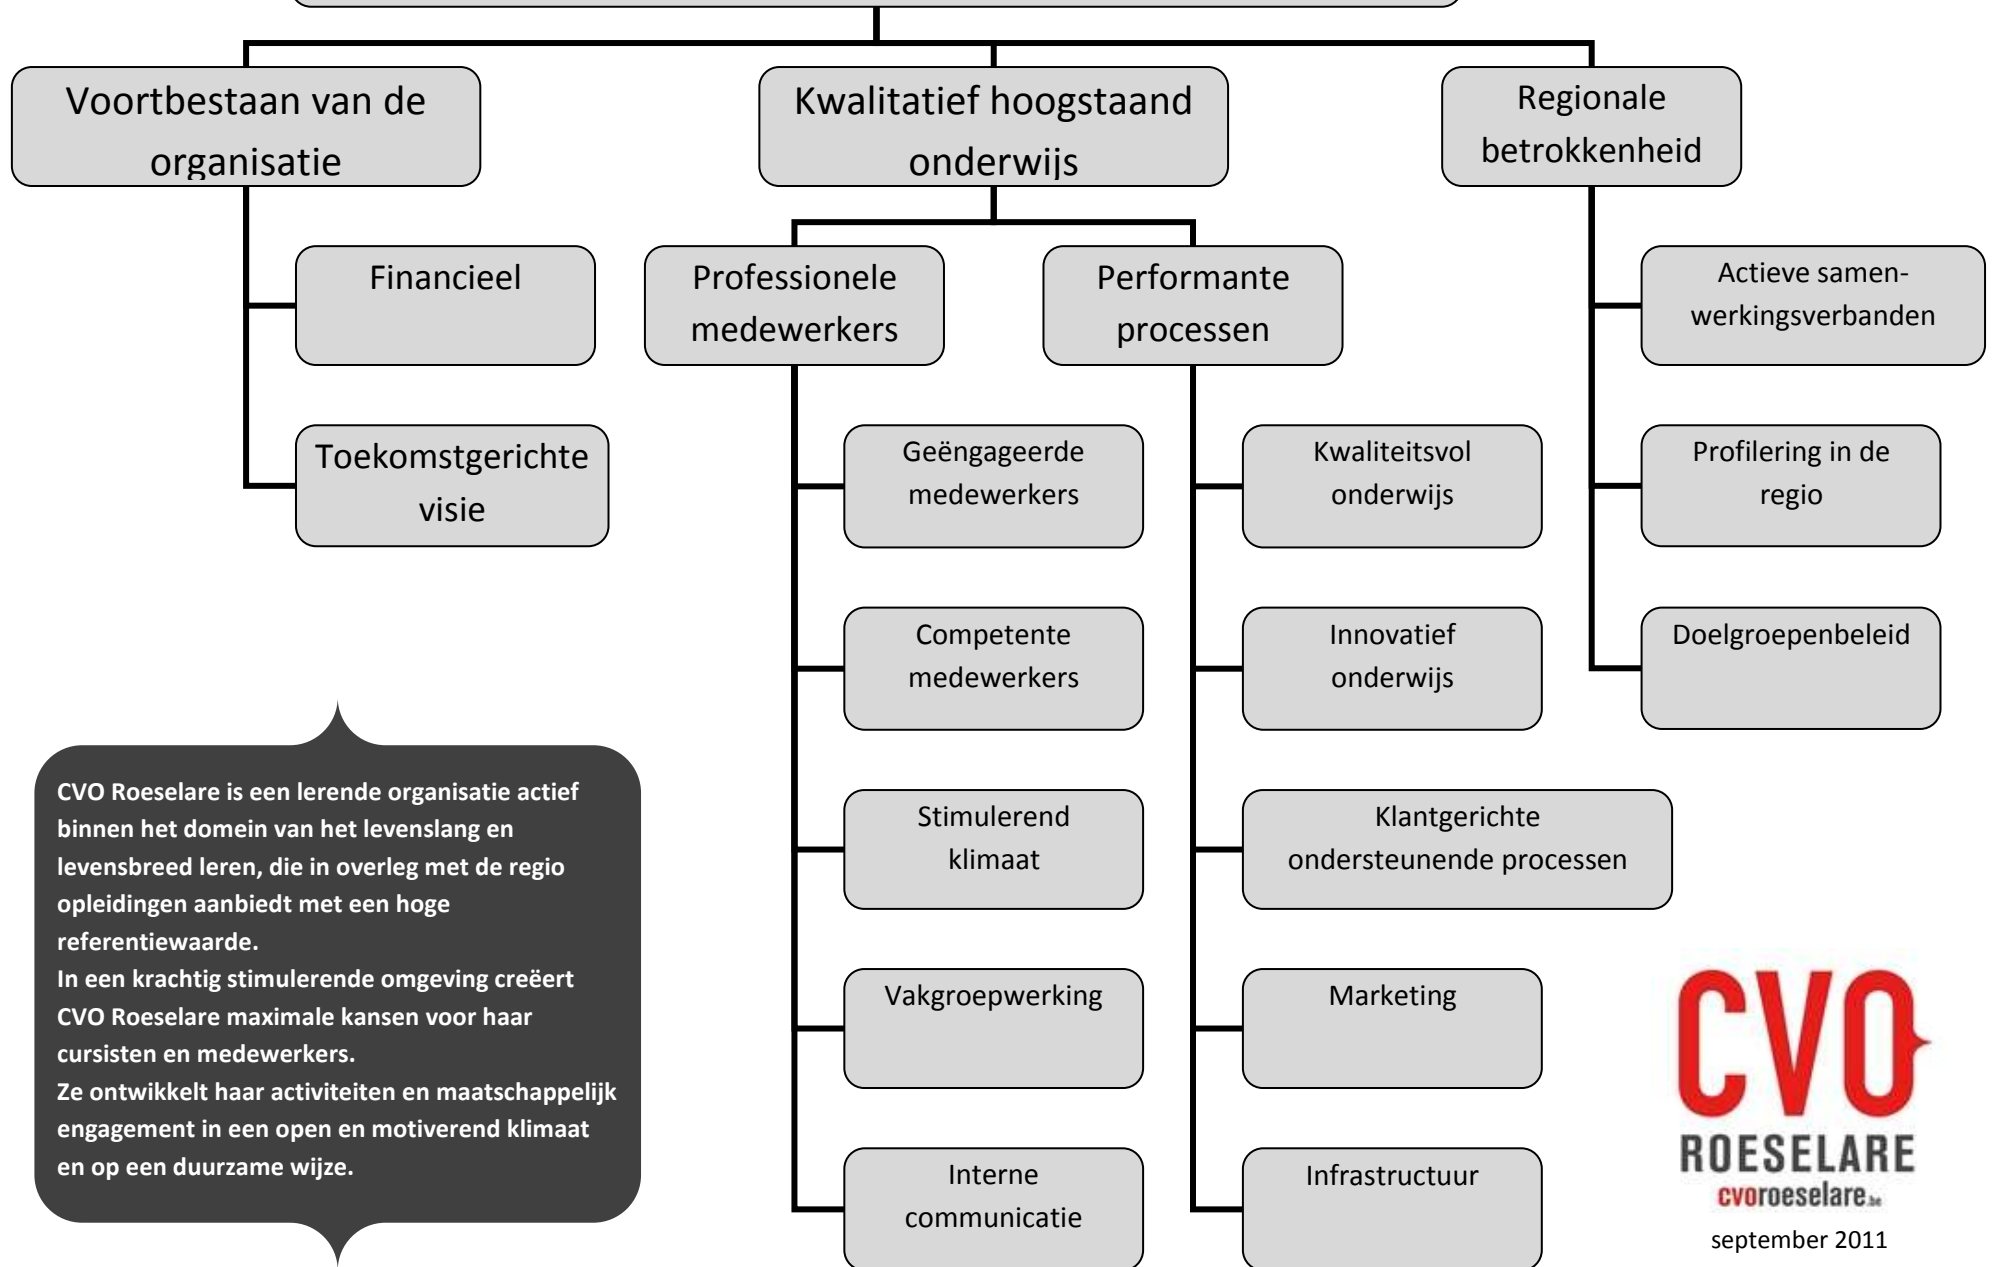 Voortbestaan van de
organisatie
Kwalitatief hoogstaand
onderwijs
Regionale
betrokkenheid
Financieel
Toekomstgerichte
visie
Professionele
medewerkers
Performante
processen
Geëngageerde
medewerkers
Competente
medewerkers
Stimulerend
klimaat
Vakgroepwerking
Interne
communicatie
Kwaliteitsvol
onderwijs
Innovatief
onderwijs
Klantgerichte
ondersteunende processen
Marketing
Infrastructuur
Actieve samen-
werkingsverbanden
Profilering in de
regio
Doelgroepenbeleid
CVO Roeselare is een lerende organisatie actief
binnen het domein van het levenslang en
levensbreed leren, die in overleg met de regio
opleidingen aanbiedt met een hoge
referentiewaarde.
In een krachtig stimulerende omgeving creëert
CVO Roeselare maximale kansen voor haar
cursisten en medewerkers.
Ze ontwikkelt haar activiteiten en maatschappelijk
engagement in een open en motiverend klimaat
en op een duurzame wijze.
CVO
ROESELARE
cvoroeselare.be
september 2011